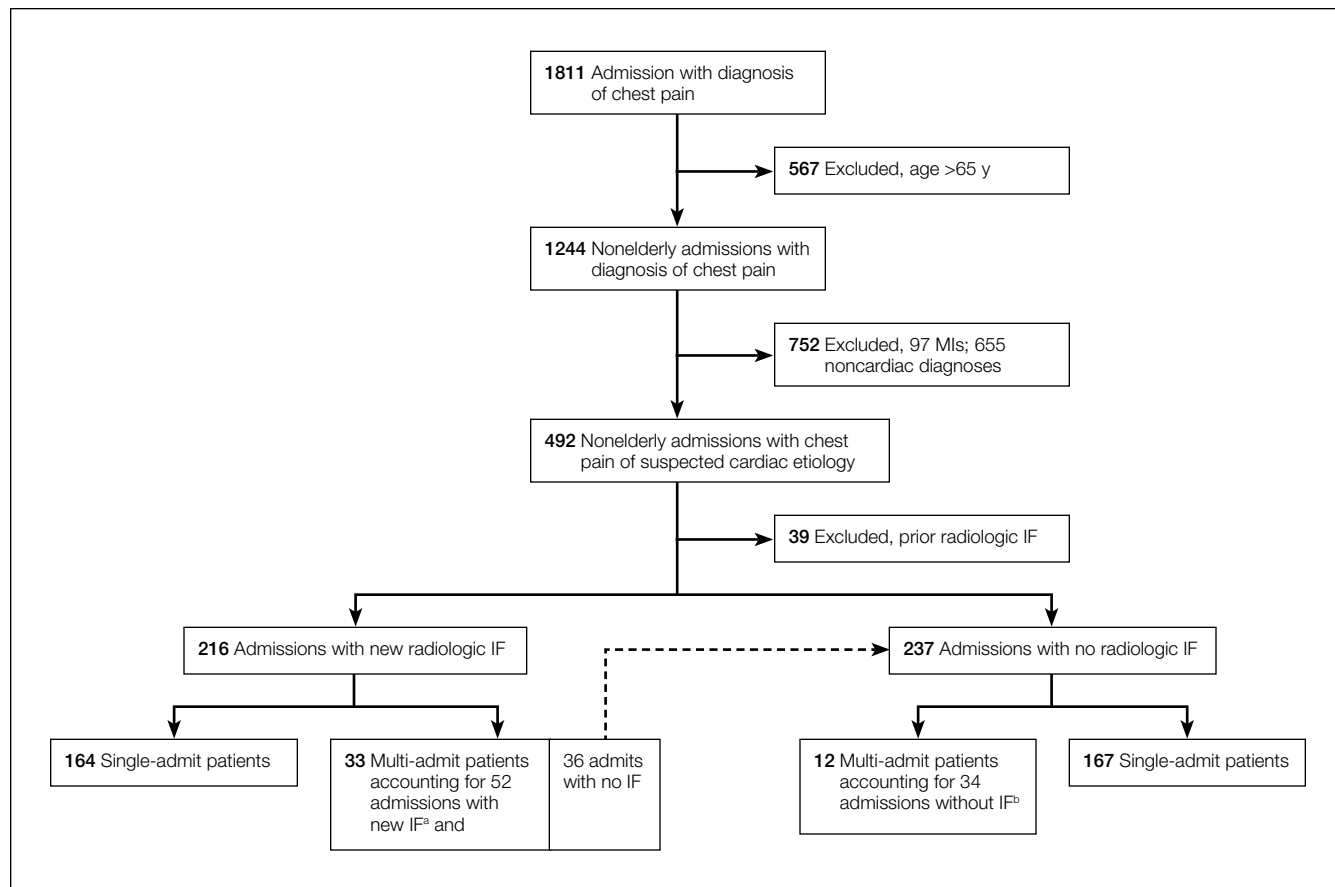 1811 Admission with diagnosis
of chest pain
567 Excluded, age >65 y
1244 Nonelderly admissions with
diagnosis of chest pain
752 Excluded, 97 MIs; 655
noncardiac diagnoses
492 Nonelderly admissions with chest
pain of suspected cardiac etiology
39 Excluded, prior radiologic IF
216 Admissions with new radiologic IF
237 Admissions with no radiologic IF
164 Single-admit patients
33 Multi-admit patients
accounting for 52
admissions with
new IFᵃ and
36 admits
with no IF
12 Multi-admit patients
accounting for 34
admissions without IFᵇ
167 Single-admit patients